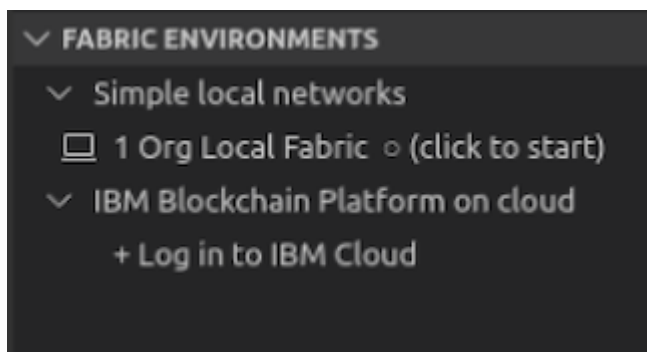 FABRIC ENVIRONMENTS
Simple local networks
1 Org Local Fabric ○ (click to start)
IBM Blockchain Platform on cloud
+ Log in to IBM Cloud